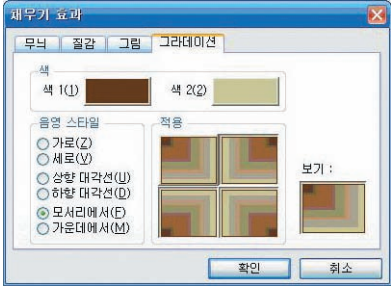 채우기 효과
무늬 질감 그림 그라데이션
색
색 1(1) 색 2(2)
음영 스타일 적용
가로(Z)
세로(V)
상향 대각선(U)
하향 대각선(D)
모서리에서(F)
가운데에서(M)
보기 :
확인 취소